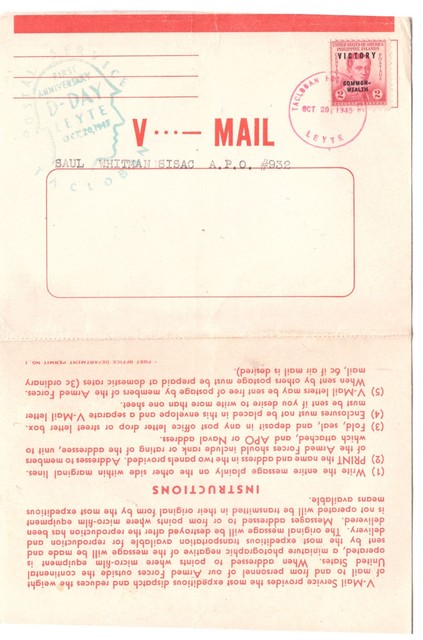 POSTAL SERVICE
FIRST
ANNIVERSARY
D-DAY
LEYTE
OCT.20,1945
TACLOBAN
UNITED STATES OF AMERICA
PHILIPPINE ISLANDS
VICTORY
POSTAGE
COMMON-
WEALTH
2 2
TACLOBAN
OCT 20, 1945
LEYTE
V···— MAIL
SAUL WHITMAN SISAC A.P.O. #932
V-Mail Service provides the most expeditious dispatch and reduces the weight
of mail to and from personnel of our Armed Forces outside the continental
United States. When addressed to points where micro-film equipment is
operated, a miniature photographic negative of the message will be made and
sent by the most expeditious transportation available for reproduction and
delivery. The original message will be destroyed after the reproduction has been
delivered. Messages addressed to or from points where micro-film equipment
is not operated will be transmitted in their original form by the most expeditious
means available.
INSTRUCTIONS
(1) Write the entire message plainly on the other side within marginal lines.
(2) PRINT the name and address in the two panels provided. Addresses to members
of the Armed Forces should include rank or rating of the addressee, unit to
which attached, and APO or Naval address.
(3) Fold, seal, and deposit in any post office letter drop or street letter box.
(4) Enclosures must not be placed in this envelope and a separate V-Mail letter
must be sent if you desire to write more than one sheet.
(5) V-Mail letters may be sent free of postage by members of the Armed Forces.
When sent by others postage must be prepaid at domestic rates (3c ordinary
mail, 6c if air mail is desired).
* POST OFFICE DEPARTMENT PERMIT NO. 1